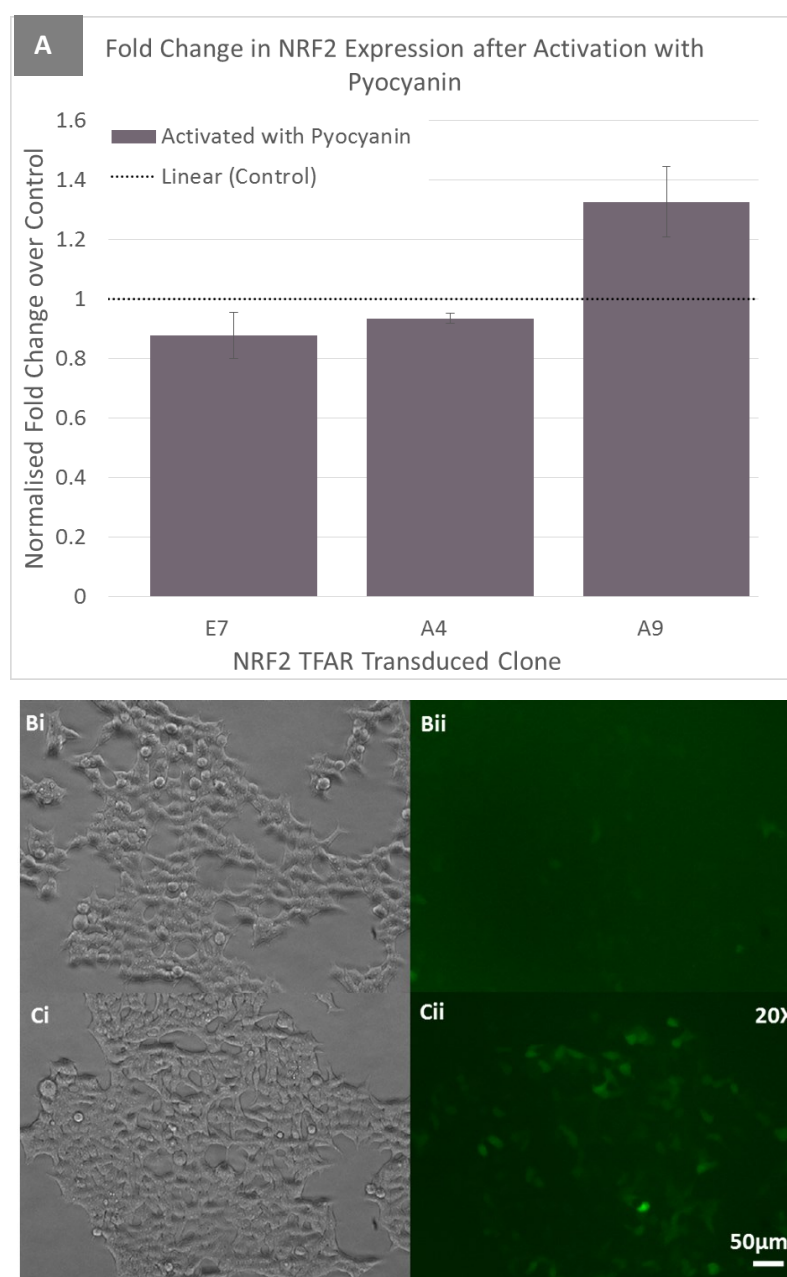 A
Fold Change in NRF2 Expression after Activation with
Pyocyanin
Normalised Fold Change over Control
1.6
1.4
1.2
1
0.8
0.6
0.4
0.2
0
Activated with Pyocyanin
Linear (Control)
E7 A4 A9
NRF2 TFAR Transduced Clone
Bi
Bii
Ci
Cii
20X
50μm